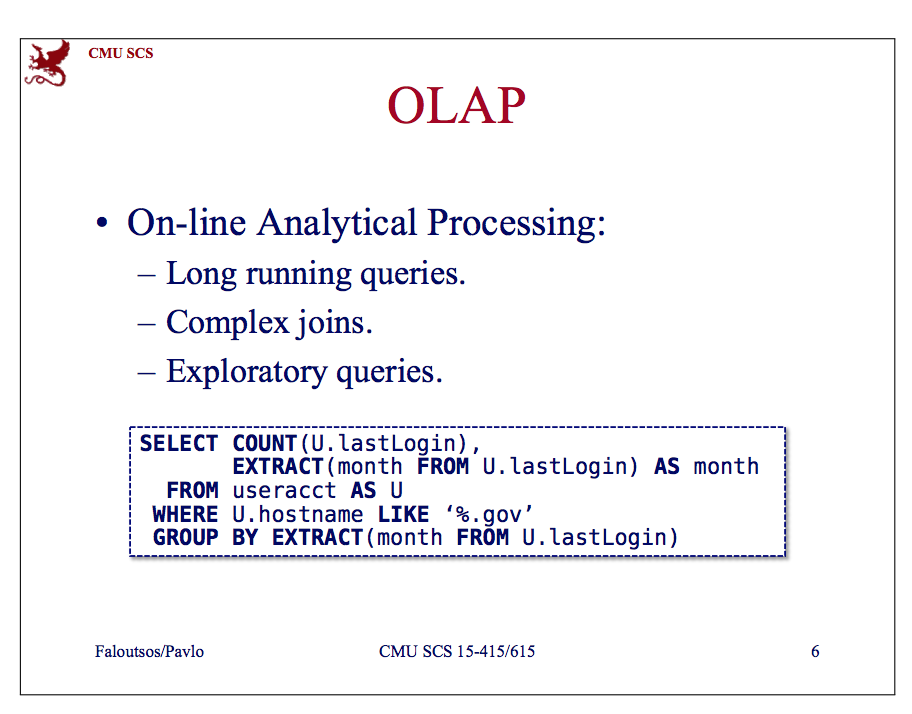 CMU SCS
OLAP
• On-line Analytical Processing:
– Long running queries.
– Complex joins.
– Exploratory queries.
SELECT COUNT(U.lastLogin),
EXTRACT(month FROM U.lastLogin) AS month
FROM useracct AS U
WHERE U.hostname LIKE ‘%.gov’
GROUP BY EXTRACT(month FROM U.lastLogin)
Faloutsos/Pavlo CMU SCS 15-415/615 6